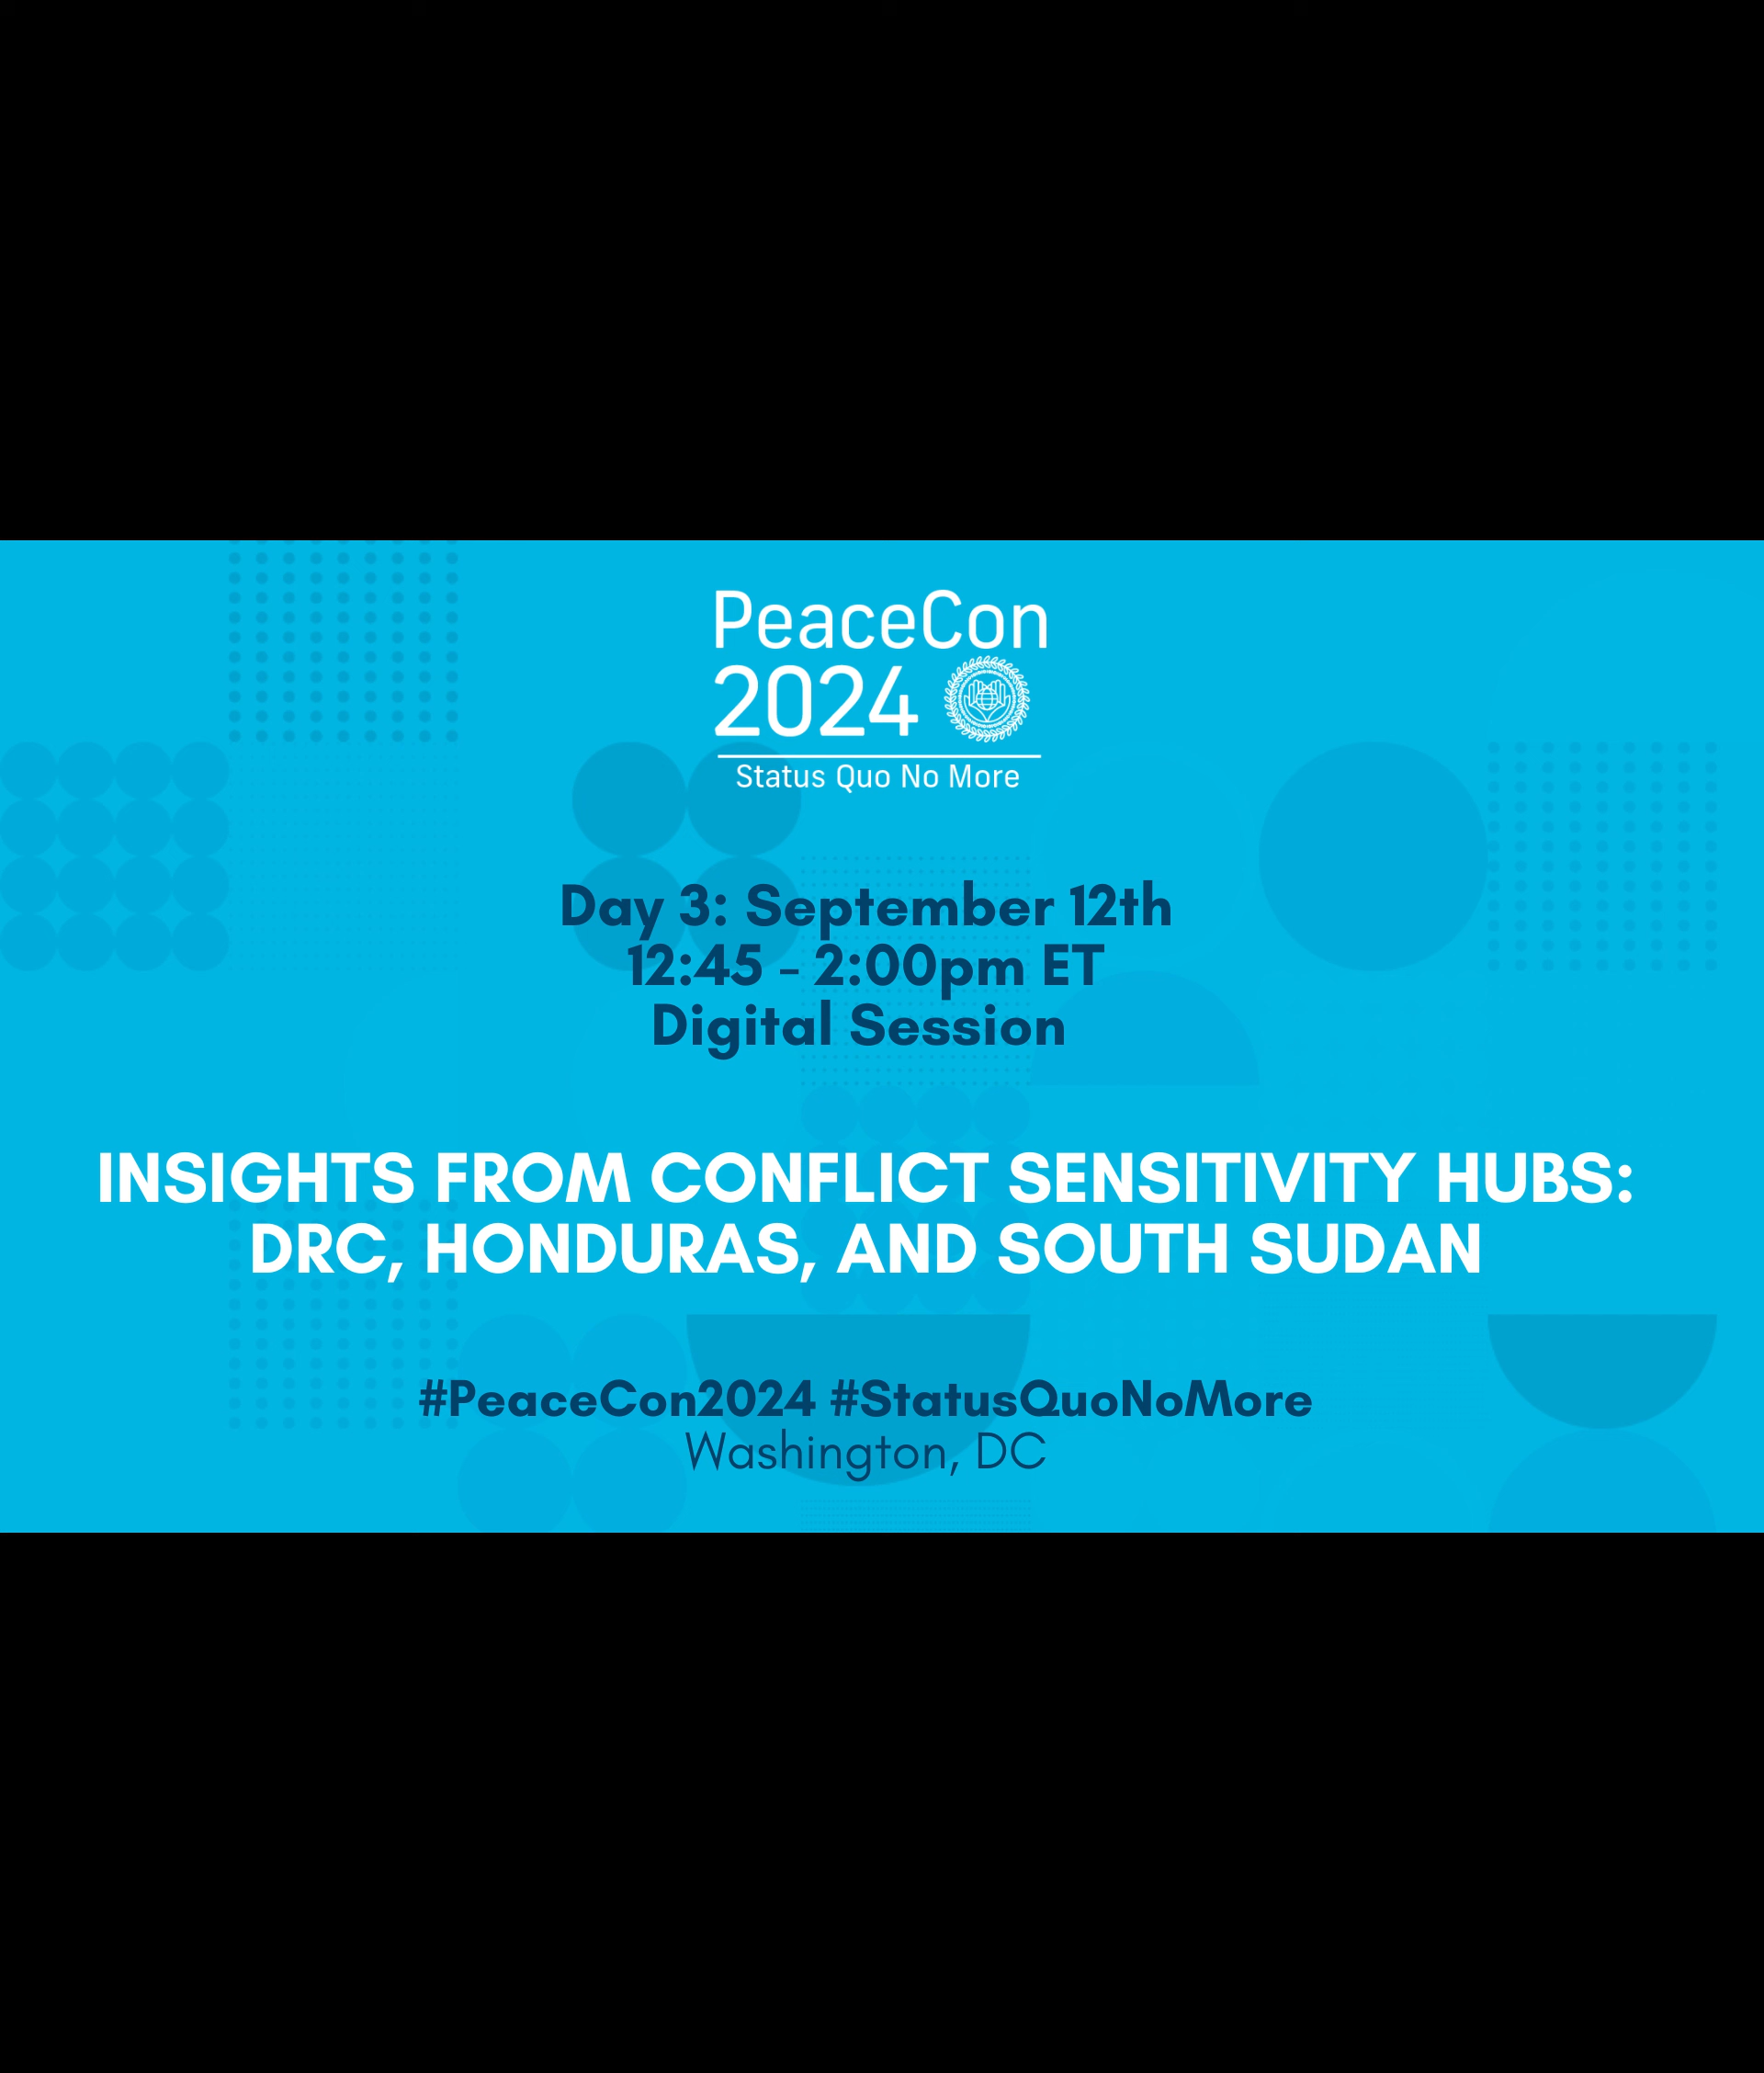 PeaceCon
2024
Status Quo No More
Day 3: September 12th
12:45 - 2:00pm ET
Digital Session
INSIGHTS FROM CONFLICT SENSITIVITY HUBS:
DRC, HONDURAS, AND SOUTH SUDAN
#PeaceCon2024 #StatusQuoNoMore
Washington, DC